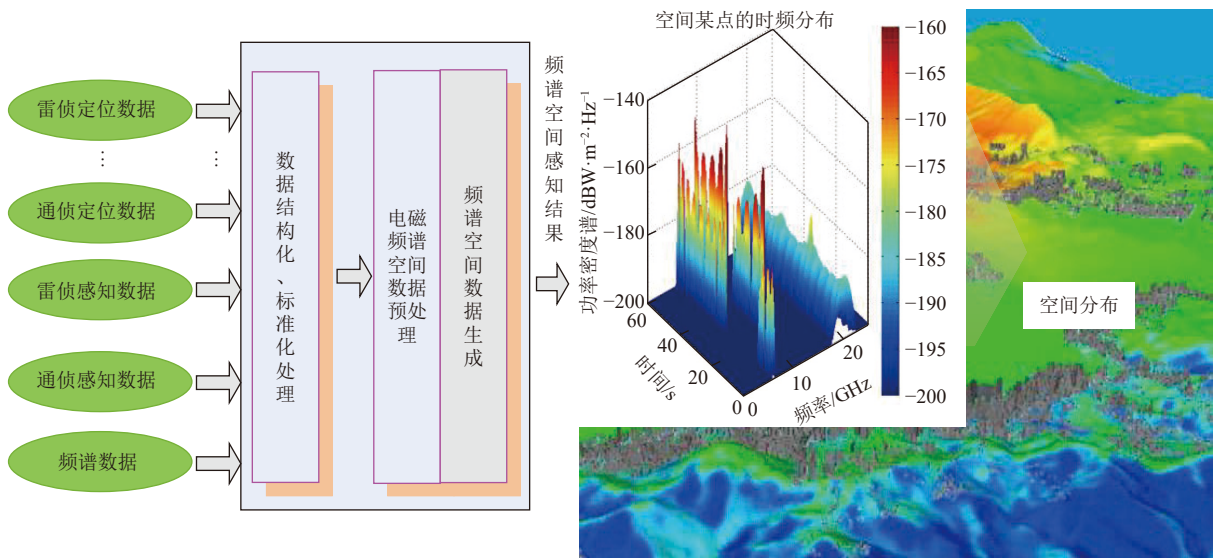 雷侦定位数据
…
通侦定位数据
雷侦感知数据
通侦感知数据
频谱数据
…
数据结构化、标准化处理
电磁频谱空间数据预处理
频谱空间数据生成
频谱空间感知结果
空间某点的时频分布
功率密度谱/dBW·m⁻²·Hz⁻¹
−140
−160
−180
−200
60
40
20
0
时间/s
0
10
20
频率/GHz
−160
−165
−170
−175
−180
−185
−190
−195
−200
空间分布